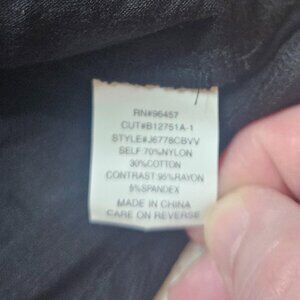 RN#96457
CUT#B12751A-1
STYLE#J6778CBVV
SELF:70%NYLON
30%COTTON
CONTRAST:95%RAYON
5%SPANDEX
MADE IN CHINA
CARE ON REVERSE